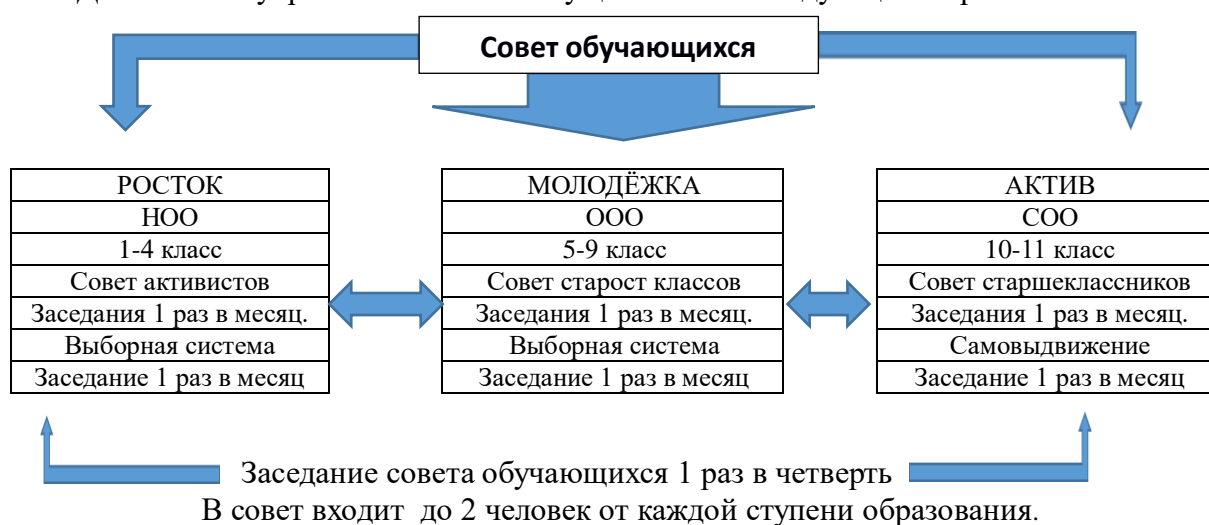 Совет обучающихся
РОСТОК
НОО
1-4 класс
Совет активистов
Заседания 1 раз в месяц.
Выборная система
Заседание 1 раз в месяц
МОЛОДЁЖКА
ООО
5-9 класс
Совет старост классов
Заседания 1 раз в месяц.
Выборная система
Заседание 1 раз в месяц
АКТИВ
СОО
10-11 класс
Совет старшеклассников
Заседания 1 раз в месяц.
Самовыдвижение
Заседание 1 раз в месяц
Заседание совета обучающихся 1 раз в четверть
В совет входит до 2 человек от каждой ступени образования.